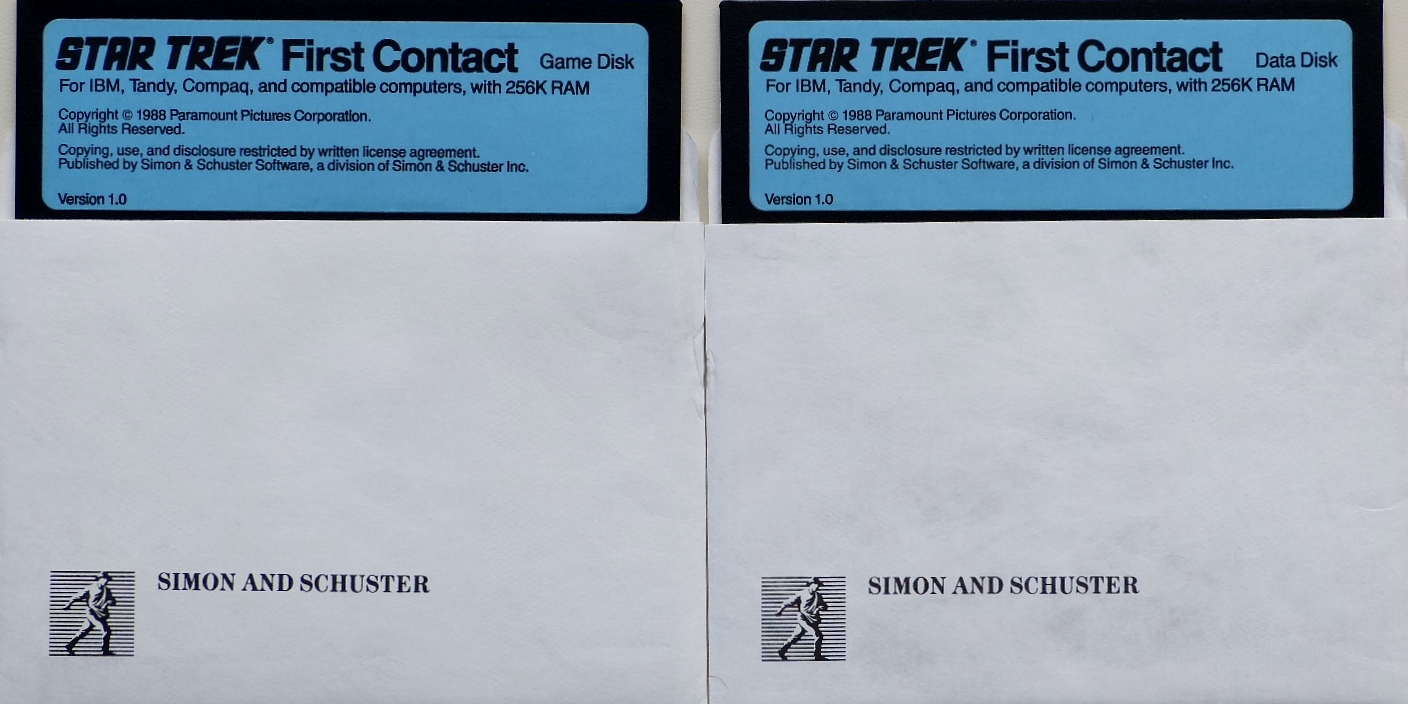 STAR TREK® First Contact Game Disk
For IBM, Tandy, Compaq, and compatible computers, with 256K RAM
Copyright © 1988 Paramount Pictures Corporation.
All Rights Reserved.
Copying, use, and disclosure restricted by written license agreement.
Published by Simon & Schuster Software, a division of Simon & Schuster Inc.
Version 1.0
SIMON AND SCHUSTER
STAR TREK® First Contact Data Disk
For IBM, Tandy, Compaq, and compatible computers, with 256K RAM
Copyright © 1988 Paramount Pictures Corporation.
All Rights Reserved.
Copying, use, and disclosure restricted by written license agreement.
Published by Simon & Schuster Software, a division of Simon & Schuster Inc.
Version 1.0
SIMON AND SCHUSTER